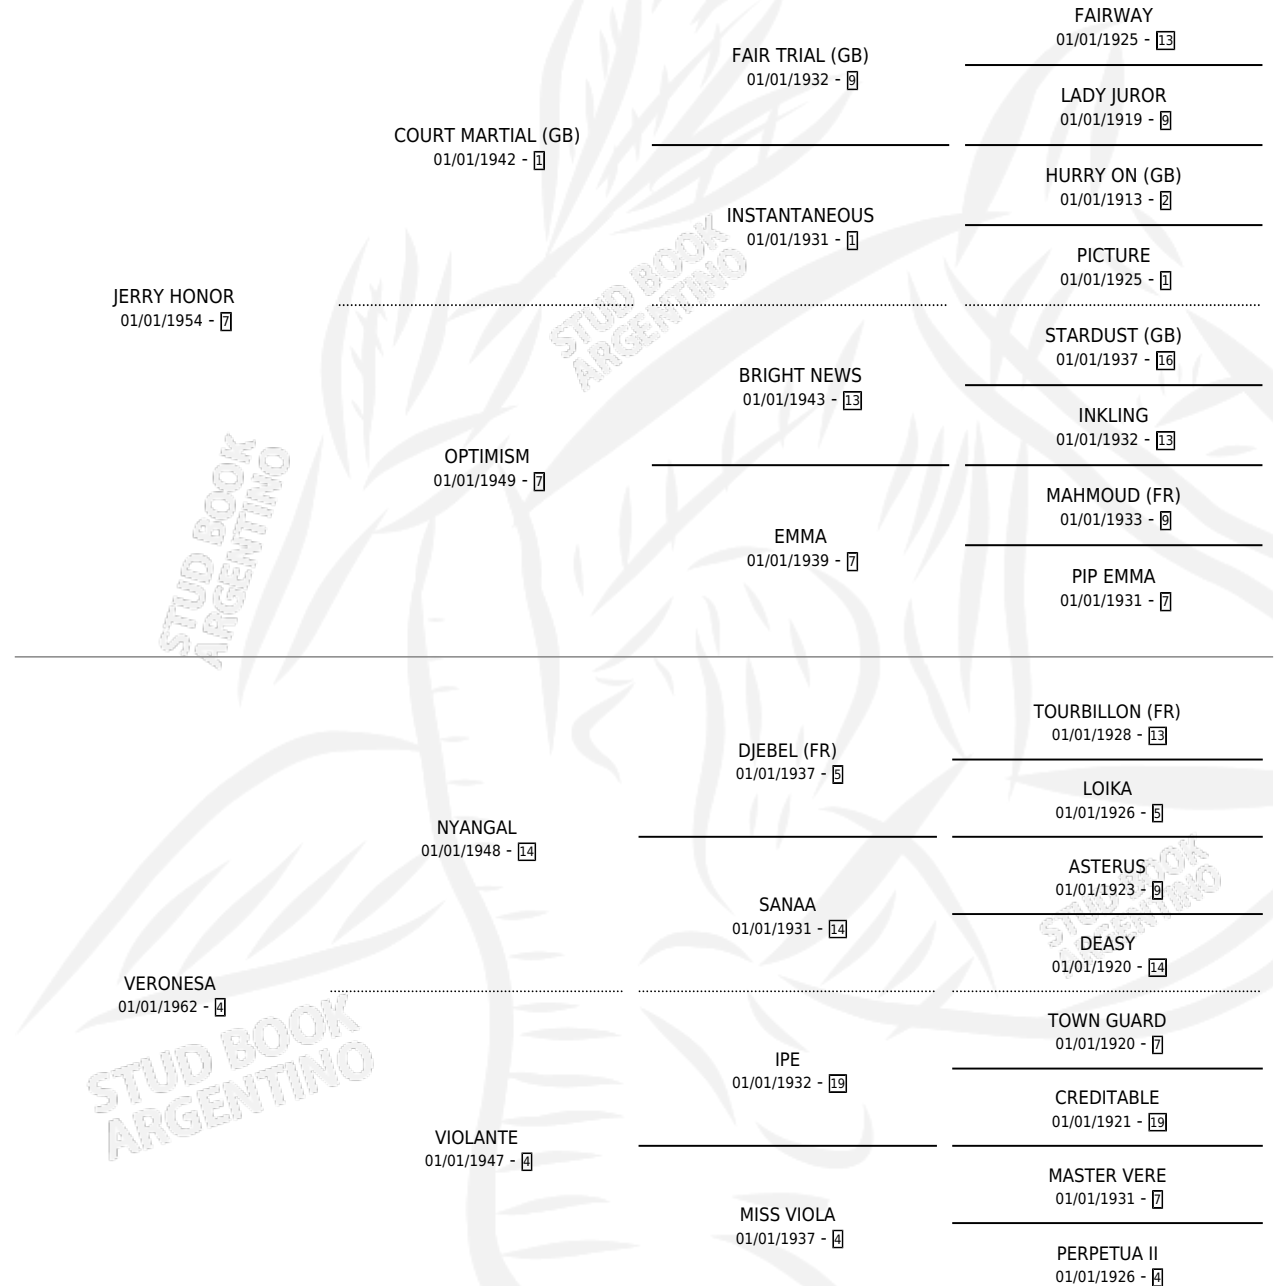 FAIRWAY
01/01/1925 - 13
FAIR TRIAL (GB)
01/01/1932 - 9
LADY JUROR
01/01/1919 - 9
COURT MARTIAL (GB)
01/01/1942 - 1
HURRY ON (GB)
01/01/1913 - 2
INSTANTANEOUS
01/01/1931 - 1
PICTURE
01/01/1925 - 1
JERRY HONOR
01/01/1954 - 7
STARDUST (GB)
01/01/1937 - 16
BRIGHT NEWS
01/01/1943 - 13
INKLING
01/01/1932 - 13
OPTIMISM
01/01/1949 - 7
MAHMOUD (FR)
01/01/1933 - 9
EMMA
01/01/1939 - 7
PIP EMMA
01/01/1931 - 7
TOURBILLON (FR)
01/01/1928 - 13
DJEBEL (FR)
01/01/1937 - 5
LOIKA
01/01/1926 - 5
NYANGAL
01/01/1948 - 14
ASTERUS
01/01/1923 - 9
SANAA
01/01/1931 - 14
DEASY
01/01/1920 - 14
VERONESA
01/01/1962 - 4
TOWN GUARD
01/01/1920 - 7
IPE
01/01/1932 - 19
CREDITABLE
01/01/1921 - 19
VIOLANTE
01/01/1947 - 4
MASTER VERE
01/01/1931 - 7
MISS VIOLA
01/01/1937 - 4
PERPETUA II
01/01/1926 - 4
STUD BOOK
ARGENTINO
STUD BOOK
ARGENTINO
STUD BOOK
ARGENTINO
STUD BOOK
ARGENTINO